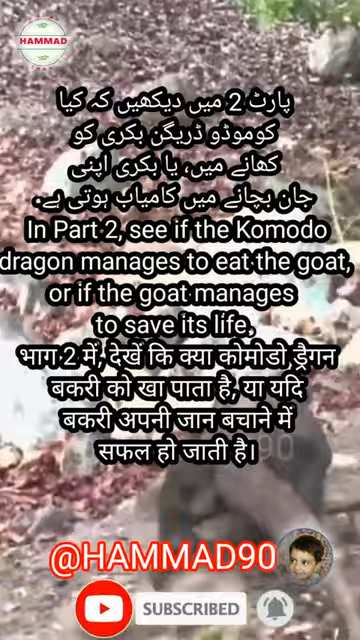 HAMMAD
پارٹ 2 میں دیکھیں کہ کیا
کوموڈو ڈریگن بکری کو
کھانے میں، یا بکری اپنی
جان بچانے میں کامیاب ہوتی ہے۔
In Part 2, see if the Komodo
dragon manages to eat the goat,
or if the goat manages
to save its life.
भाग 2 में, देखें कि क्या कोमोडो ड्रैगन
बकरी को खा पाता है, या यदि
बकरी अपनी जान बचाने में
सफल हो जाती है।
@HAMMAD90
SUBSCRIBED